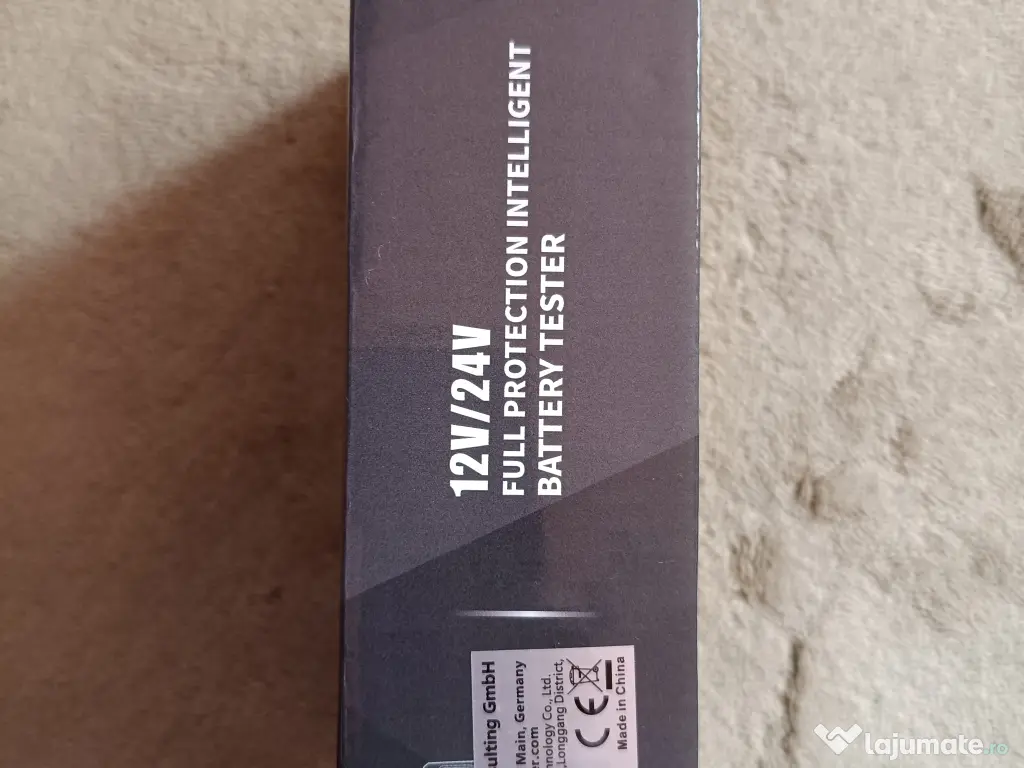 12V/24V
FULL PROTECTION INTELLIGENT
BATTERY TESTER
ulting GmbH
Main, Germany
er.com
nology Co., Ltd.
,Longgang District,
CE
Made in China
lajumate.ro